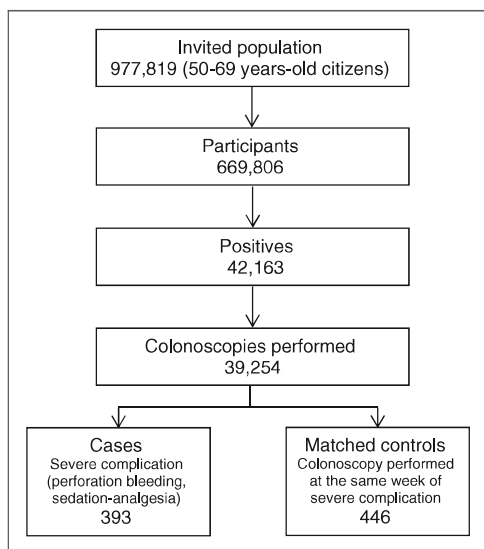 Invited population
977,819 (50-69 years-old citizens)
Participants
669,806
Positives
42,163
Colonoscopies performed
39,254
Cases
Severe complication
(perforation bleeding,
sedation-analgesia)
393
Matched controls
Colonoscopy performed
at the same week of
severe complication
446